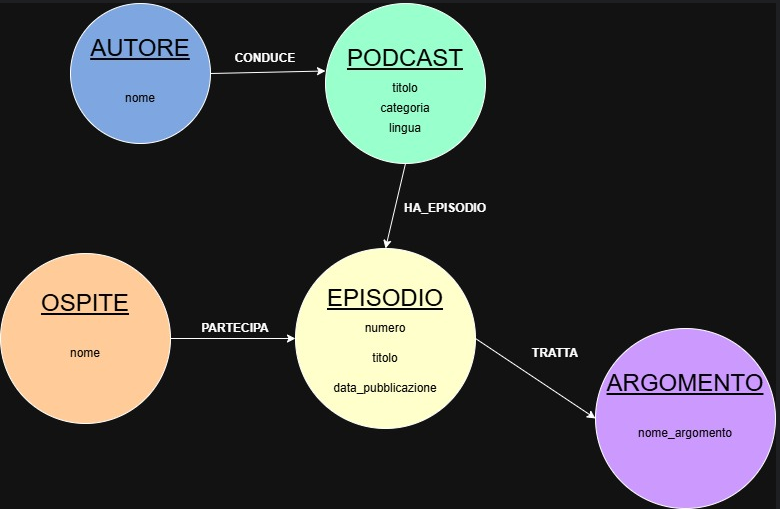 AUTORE
nome
CONDUCE
PODCAST
titolo
categoria
lingua
HA_EPISODIO
OSPITE
nome
PARTECIPA
EPISODIO
numero
titolo
data_pubblicazione
TRATTA
ARGOMENTO
nome_argomento